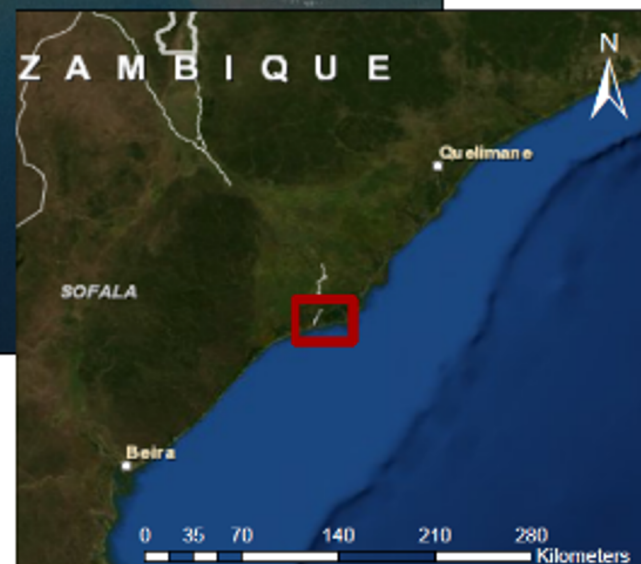 ZAMBIQUE
N
Quelimane
SOFALA
Beira
0 35 70 140 210 280
Kilometers